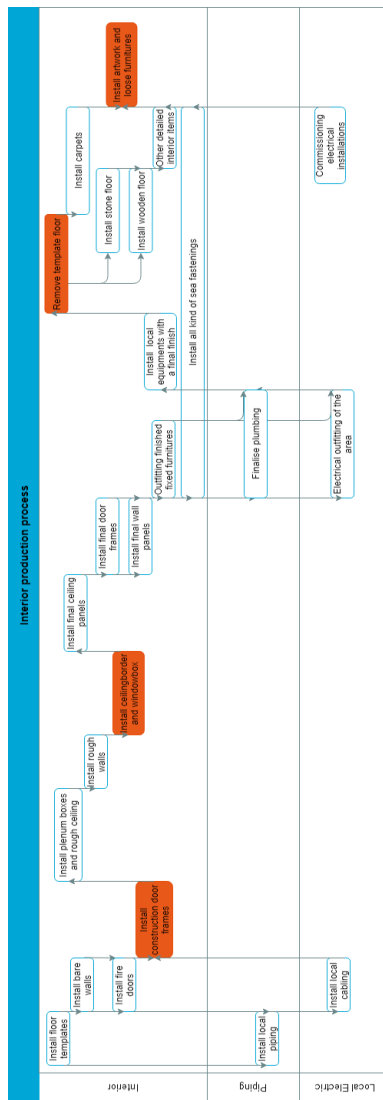 Interior production process
Interior
Piping
Local Electric
Install floor
templates
Install bare
walls
Install fire
doors
Install
construction door
frames
Install plenum boxes
and rough ceiling
Install rough
walls
Install ceilingborder
and windowbox
Install final ceiling
panels
Install final door
frames
Install final wall
panels
Outfitting finished
fixed furnitures
Install local
equipments with
a final finish
Install all kind of sea fastenings
Remove template floor
Install carpets
Install stone floor
Install wooden floor
Other detailed
interior items
Install artwork and
loose furnitures
Install local
piping
Finalise plumbing
Install local
cabling
Electrical outfitting of the
area
Commissioning
electrical
installations